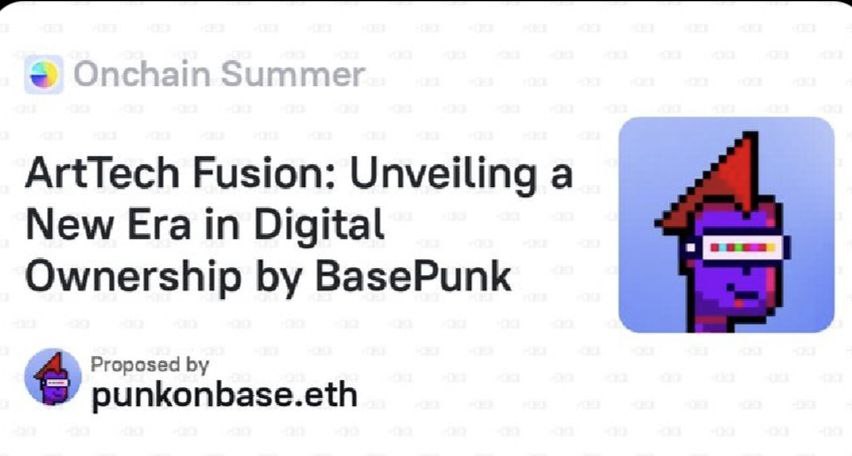 Onchain Summer
ArtTech Fusion: Unveiling a
New Era in Digital
Ownership by BasePunk
Proposed by
punkonbase.eth